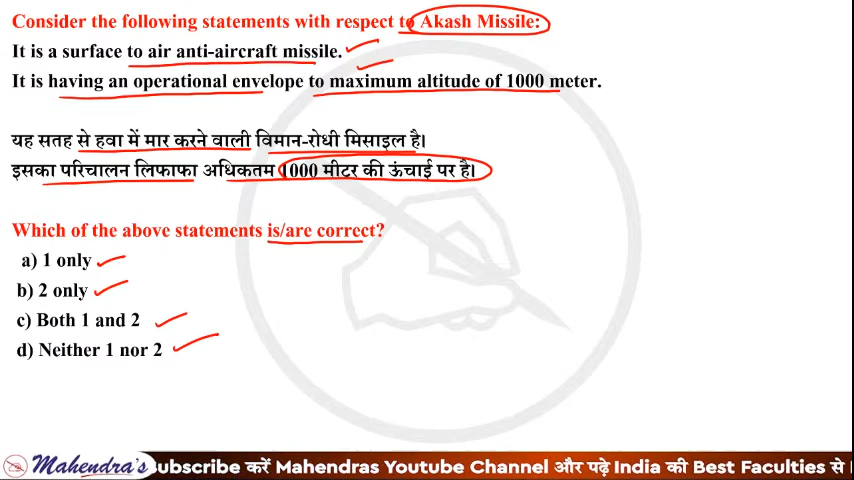 Consider the following statements with respect to Akash Missile:
It is a surface to air anti-aircraft missile.
It is having an operational envelope to maximum altitude of 1000 meter.
यह सतह से हवा में मार करने वाली विमान-रोधी मिसाइल है।
इसका परिचालन लिफाफा अधिकतम 1000 मीटर की ऊंचाई पर है।
Which of the above statements is/are correct?
a) 1 only
b) 2 only
c) Both 1 and 2
d) Neither 1 nor 2
Mahendra's Subscribe करें Mahendras Youtube Channel और पढ़े India की Best Faculties से